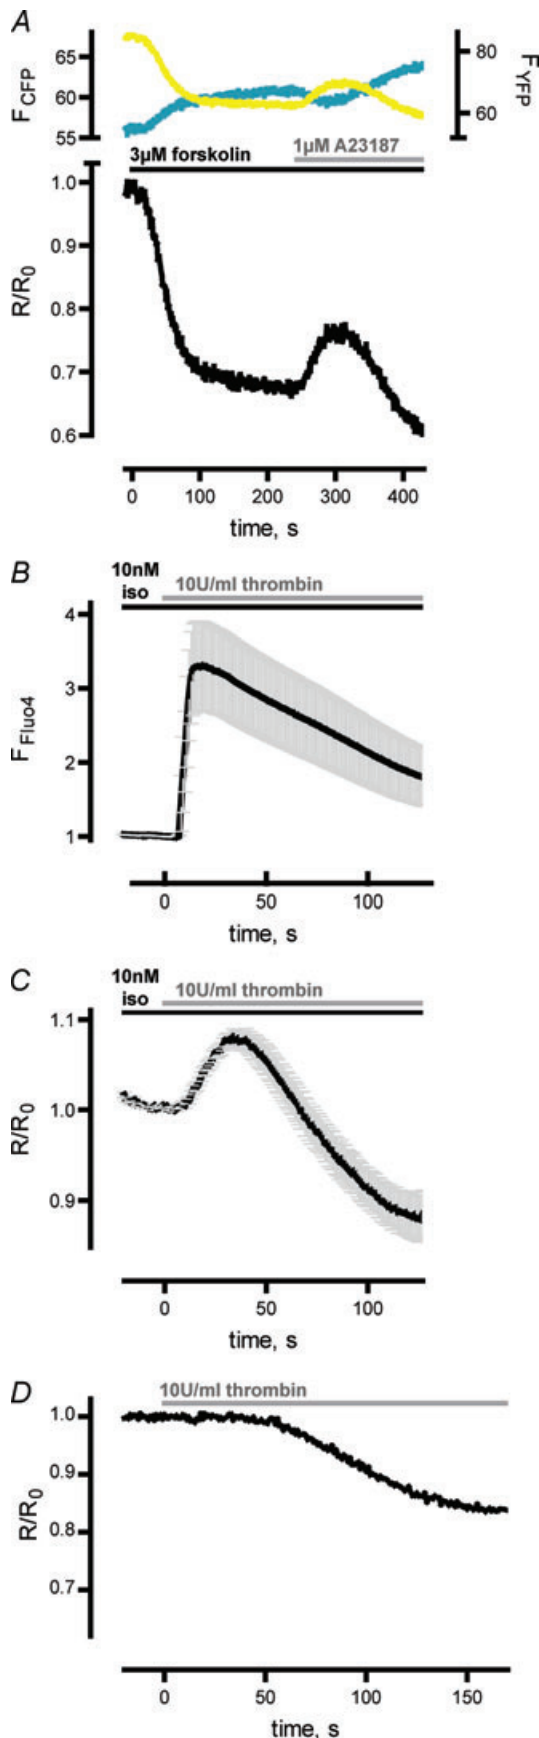 A
65
60
55
F CFP
80
60
F YFP
3µM forskolin
1µM A23187
1.0
0.9
0.8
0.7
0.6
R/R0
0 100 200 300 400
time, s
B
10nM
iso
10U/ml thrombin
4
3
2
1
F Fluo4
0 50 100
time, s
C
10nM
iso
10U/ml thrombin
1.1
1.0
0.9
R/R0
0 50 100
time, s
D
10U/ml thrombin
1.0
0.9
0.8
0.7
R/R0
0 50 100 150
time, s